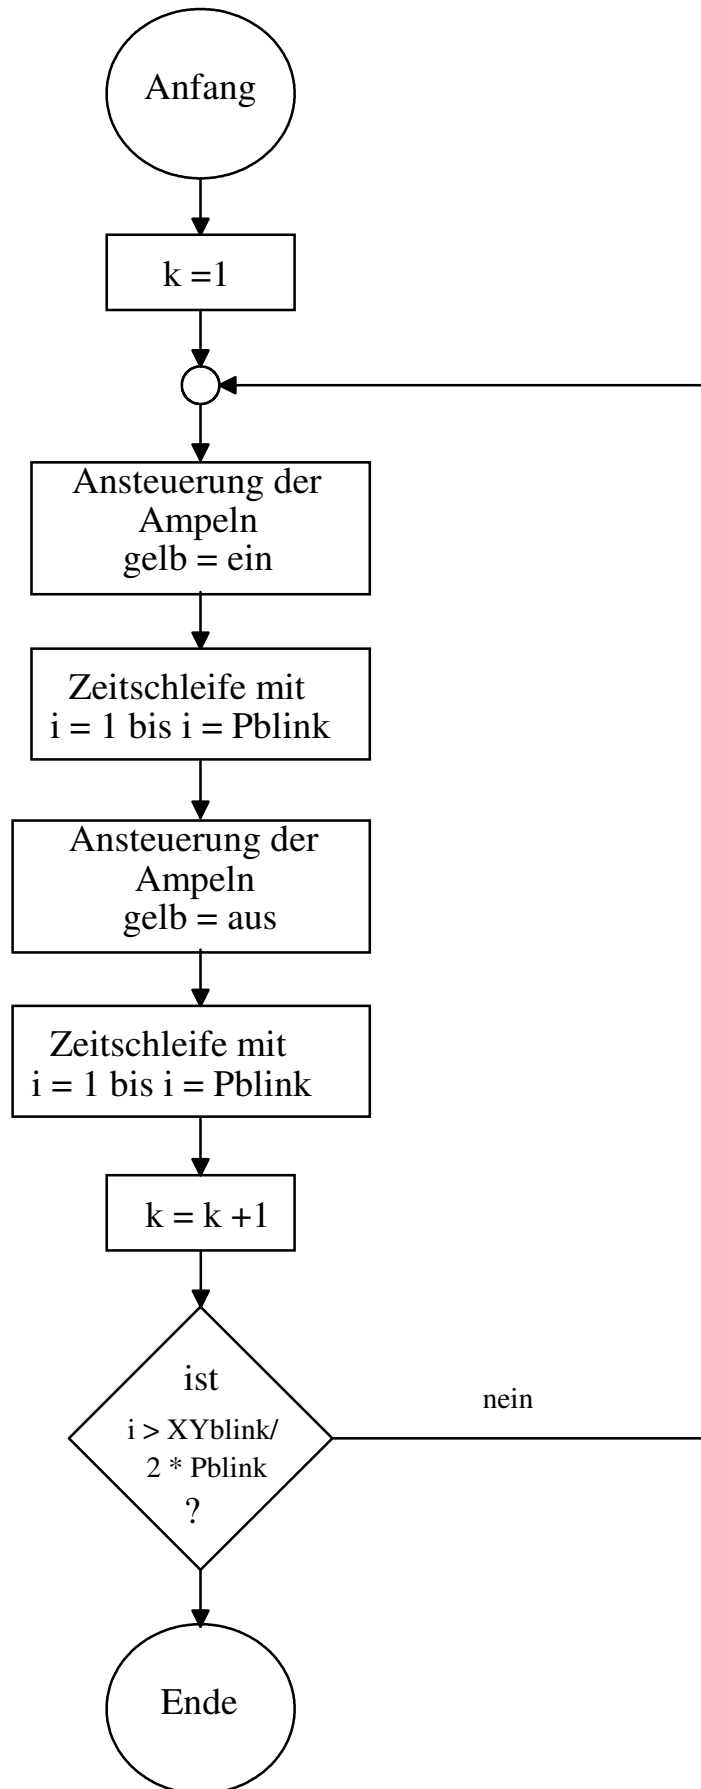 Anfang
k =1
Ansteuerung der
Ampeln
gelb = ein
Zeitschleife mit
i = 1 bis i = Pblink
Ansteuerung der
Ampeln
gelb = aus
Zeitschleife mit
i = 1 bis i = Pblink
k = k +1
ist
i > XYblink/
2 * Pblink
?
nein
Ende